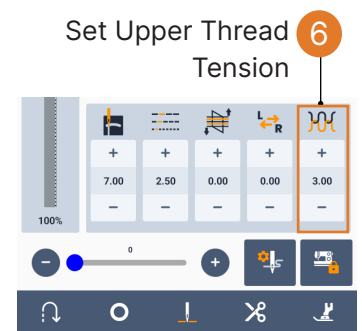 Set Upper Thread 6
Tension
L R
+ + + + +
7.00 2.50 0.00 0.00 3.00
− − − − −
100%
0
− +